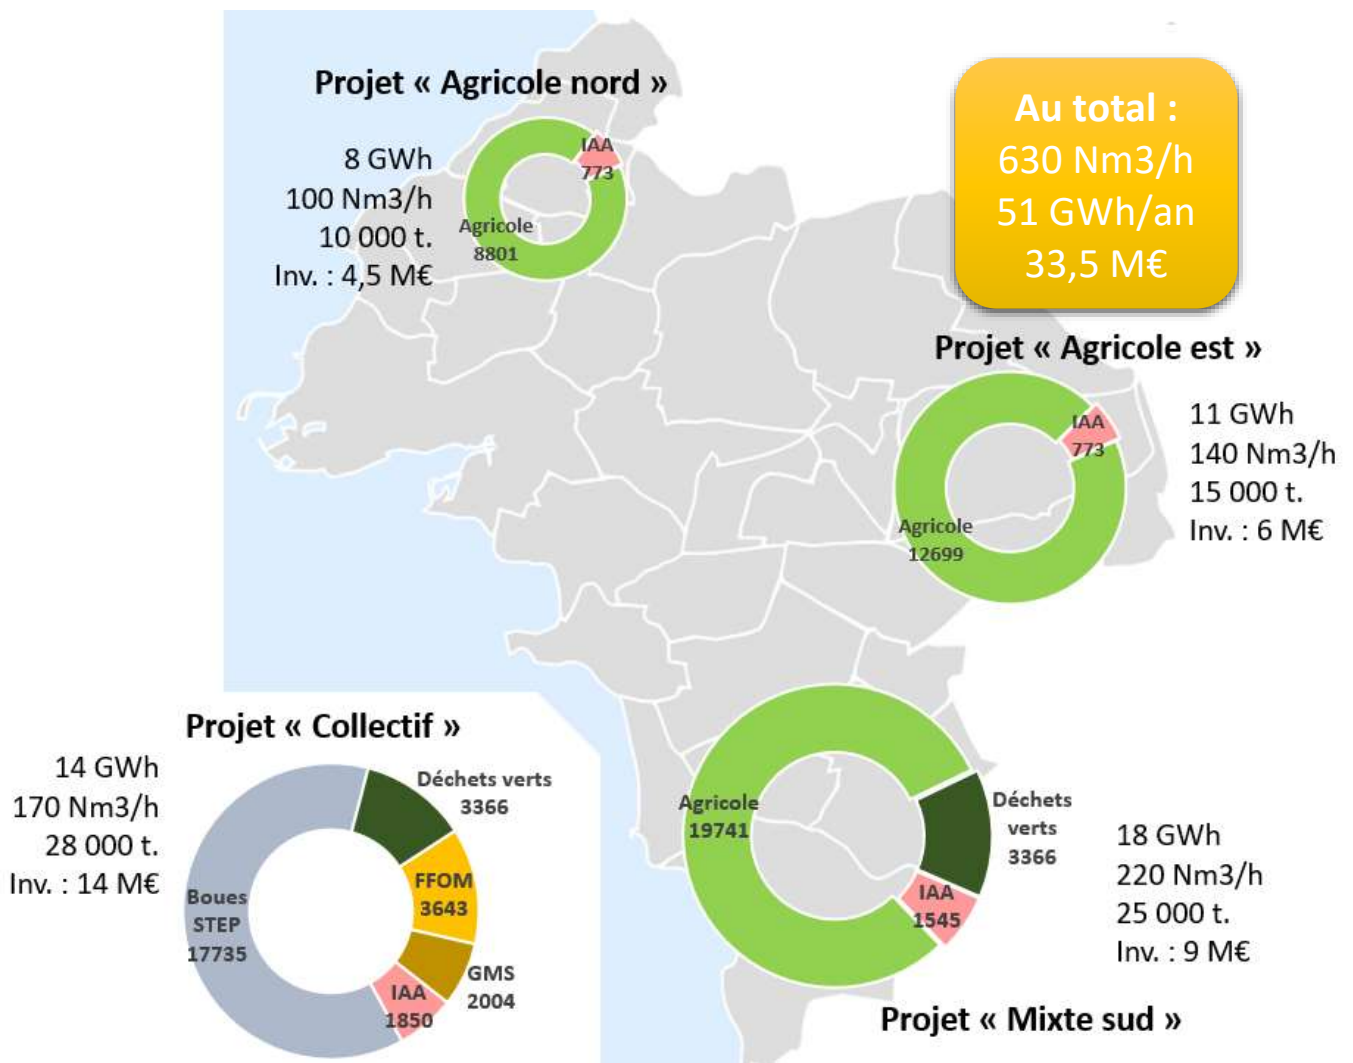 Projet « Agricole nord »
8 GWh
100 Nm3/h
10 000 t.
Inv. : 4,5 M€
IAA
773
Agricole
8801
Au total :
630 Nm3/h
51 GWh/an
33,5 M€
Projet « Agricole est »
IAA
773
Agricole
12699
11 GWh
140 Nm3/h
15 000 t.
Inv. : 6 M€
Projet « Collectif »
14 GWh
170 Nm3/h
28 000 t.
Inv. : 14 M€
Déchets verts
3366
FFOM
3643
Boues
STEP
17735
GMS
2004
IAA
1850
Agricole
19741
Déchets
verts
3366
IAA
1545
18 GWh
220 Nm3/h
25 000 t.
Inv. : 9 M€
Projet « Mixte sud »